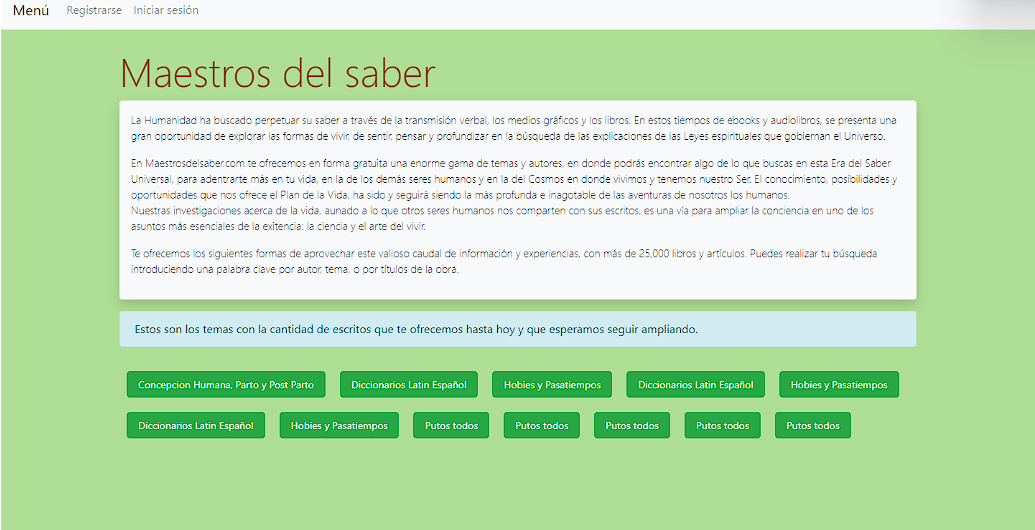 Menú Registrarse Iniciar sesión
Maestros del saber
La Humanidad ha buscado perpetuar su saber a través de la transmisión verbal, los medios gráficos y los libros. En estos tiempos de ebooks y audiolibros, se presenta una
gran oportunidad de explorar las formas de vivir, de sentir, pensar y profundizar en la búsqueda de las explicaciones de las Leyes espirituales que gobiernan el Universo.
En Maestrosdelsaber.com te ofrecemos en forma gratuita una enorme gama de temas y autores, en donde podrás encontrar algo de lo que buscas en esta Era del Saber
Universal, para adentrarte más en tu vida, en la de los demás seres humanos y en la del Cosmos en donde vivimos y tenemos nuestro Ser. El conocimiento, posibilidades y
oportunidades que nos ofrece el Plan de la Vida, ha sido y seguirá siendo la más profunda e inagotable de las aventuras de nosotros los humanos.
Nuestras investigaciones acerca de la vida, aunado a lo que otros seres humanos nos comparten con sus escritos, es una vía para ampliar la conciencia en uno de los
asuntos más esenciales de la exitencia: la ciencia y el arte del vivir.
Te ofrecemos los siguientes formas de aprovechar este valioso caudal de información y experiencias, con más de 25,000 libros y artículos. Puedes realizar tu búsqueda
introduciendo una palabra clave por autor, tema, o por títulos de la obra.
Estos son los temas con la cantidad de escritos que te ofrecemos hasta hoy y que esperamos seguir ampliando.
Concepcion Humana, Parto y Post Parto Diccionarios Latin Español Hobies y Pasatiempos Diccionarios Latin Español Hobies y Pasatiempos
Diccionarios Latin Español Hobies y Pasatiempos Putos todos Putos todos Putos todos Putos todos Putos todos